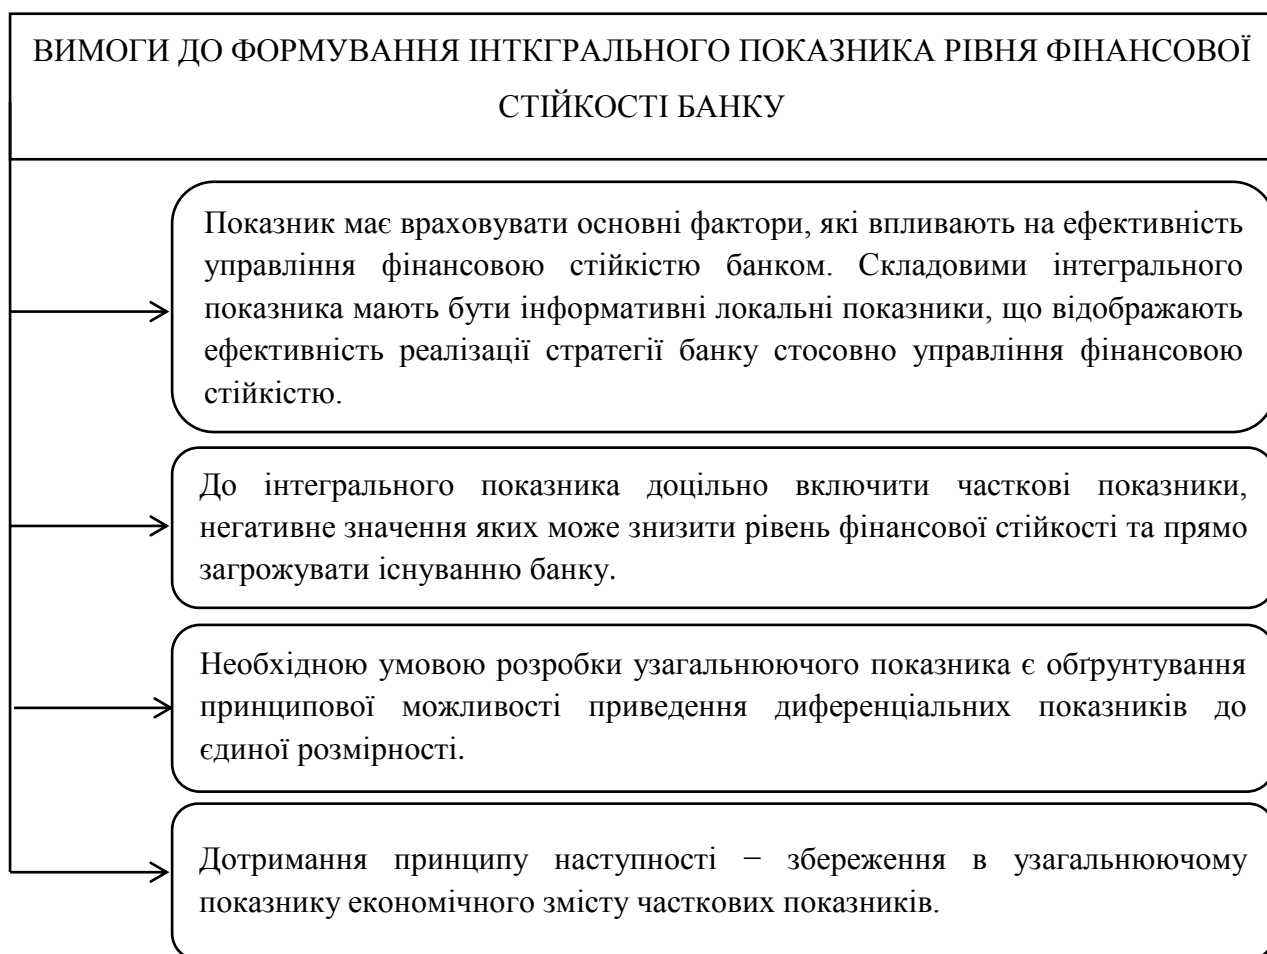 ВИМОГИ ДО ФОРМУВАННЯ ІНТКГРАЛЬНОГО ПОКАЗНИКА РІВНЯ ФІНАНСОВОЇ
СТІЙКОСТІ БАНКУ
Показник має враховувати основні фактори, які впливають на ефективність
управління фінансовою стійкістю банком. Складовими інтегрального
показника мають бути інформативні локальні показники, що відображають
ефективність реалізації стратегії банку стосовно управління фінансовою
стійкістю.
До інтегрального показника доцільно включити часткові показники,
негативне значення яких може знизити рівень фінансової стійкості та прямо
загрожувати існуванню банку.
Необхідною умовою розробки узагальнюючого показника є обґрунтування
принципової можливості приведення диференціальних показників до
єдиної розмірності.
Дотримання принципу наступності − збереження в узагальнюючому
показнику економічного змісту часткових показників.